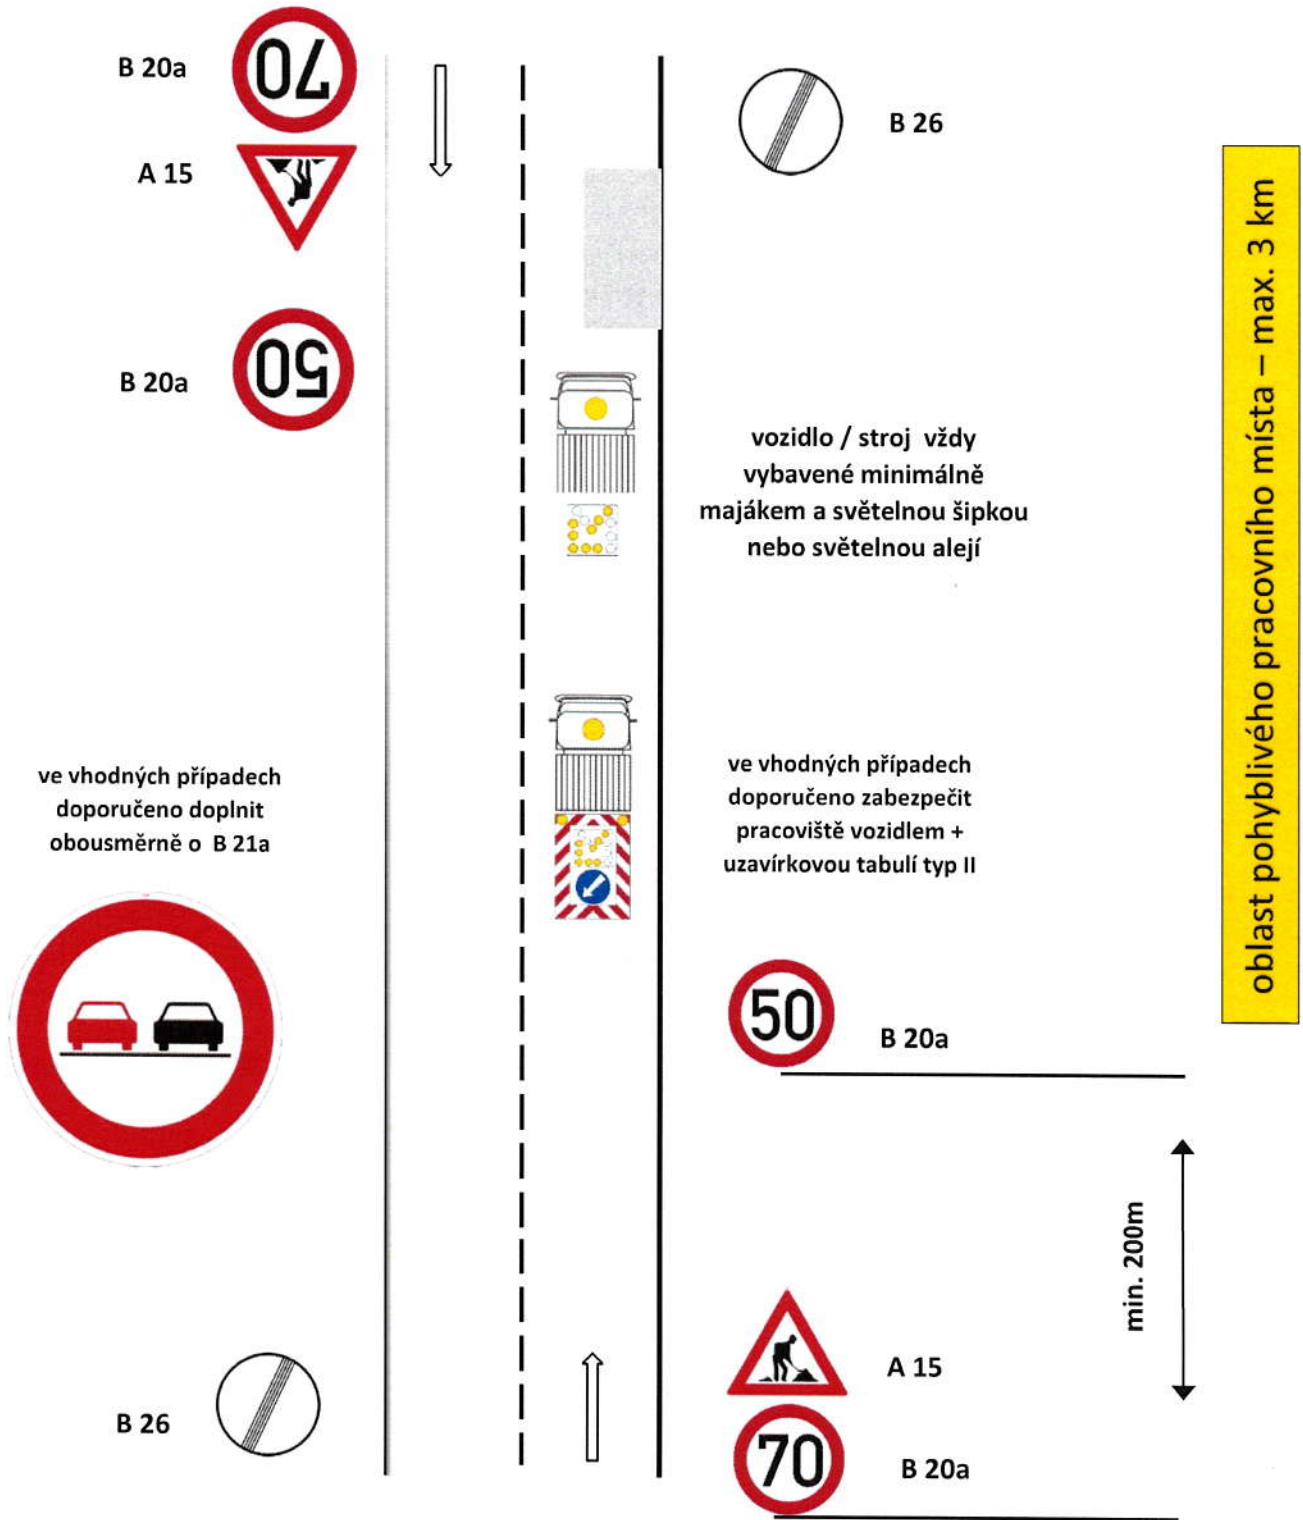 70
B 20a
A 15
B 26
50
B 20a
vozidlo / stroj vždy
vybavené minimálně
majákem a světelnou šipkou
nebo světelnou alejí
ve vhodných případech
doporučeno doplnit
obousměrně o B 21a
ve vhodných případech
doporučeno zabezpečit
pracoviště vozidlem +
uzavírkovou tabulí typ II
50
B 20a
min. 200m
A 15
B 26
70
B 20a
oblast pohyblivého pracovního místa – max. 3 km